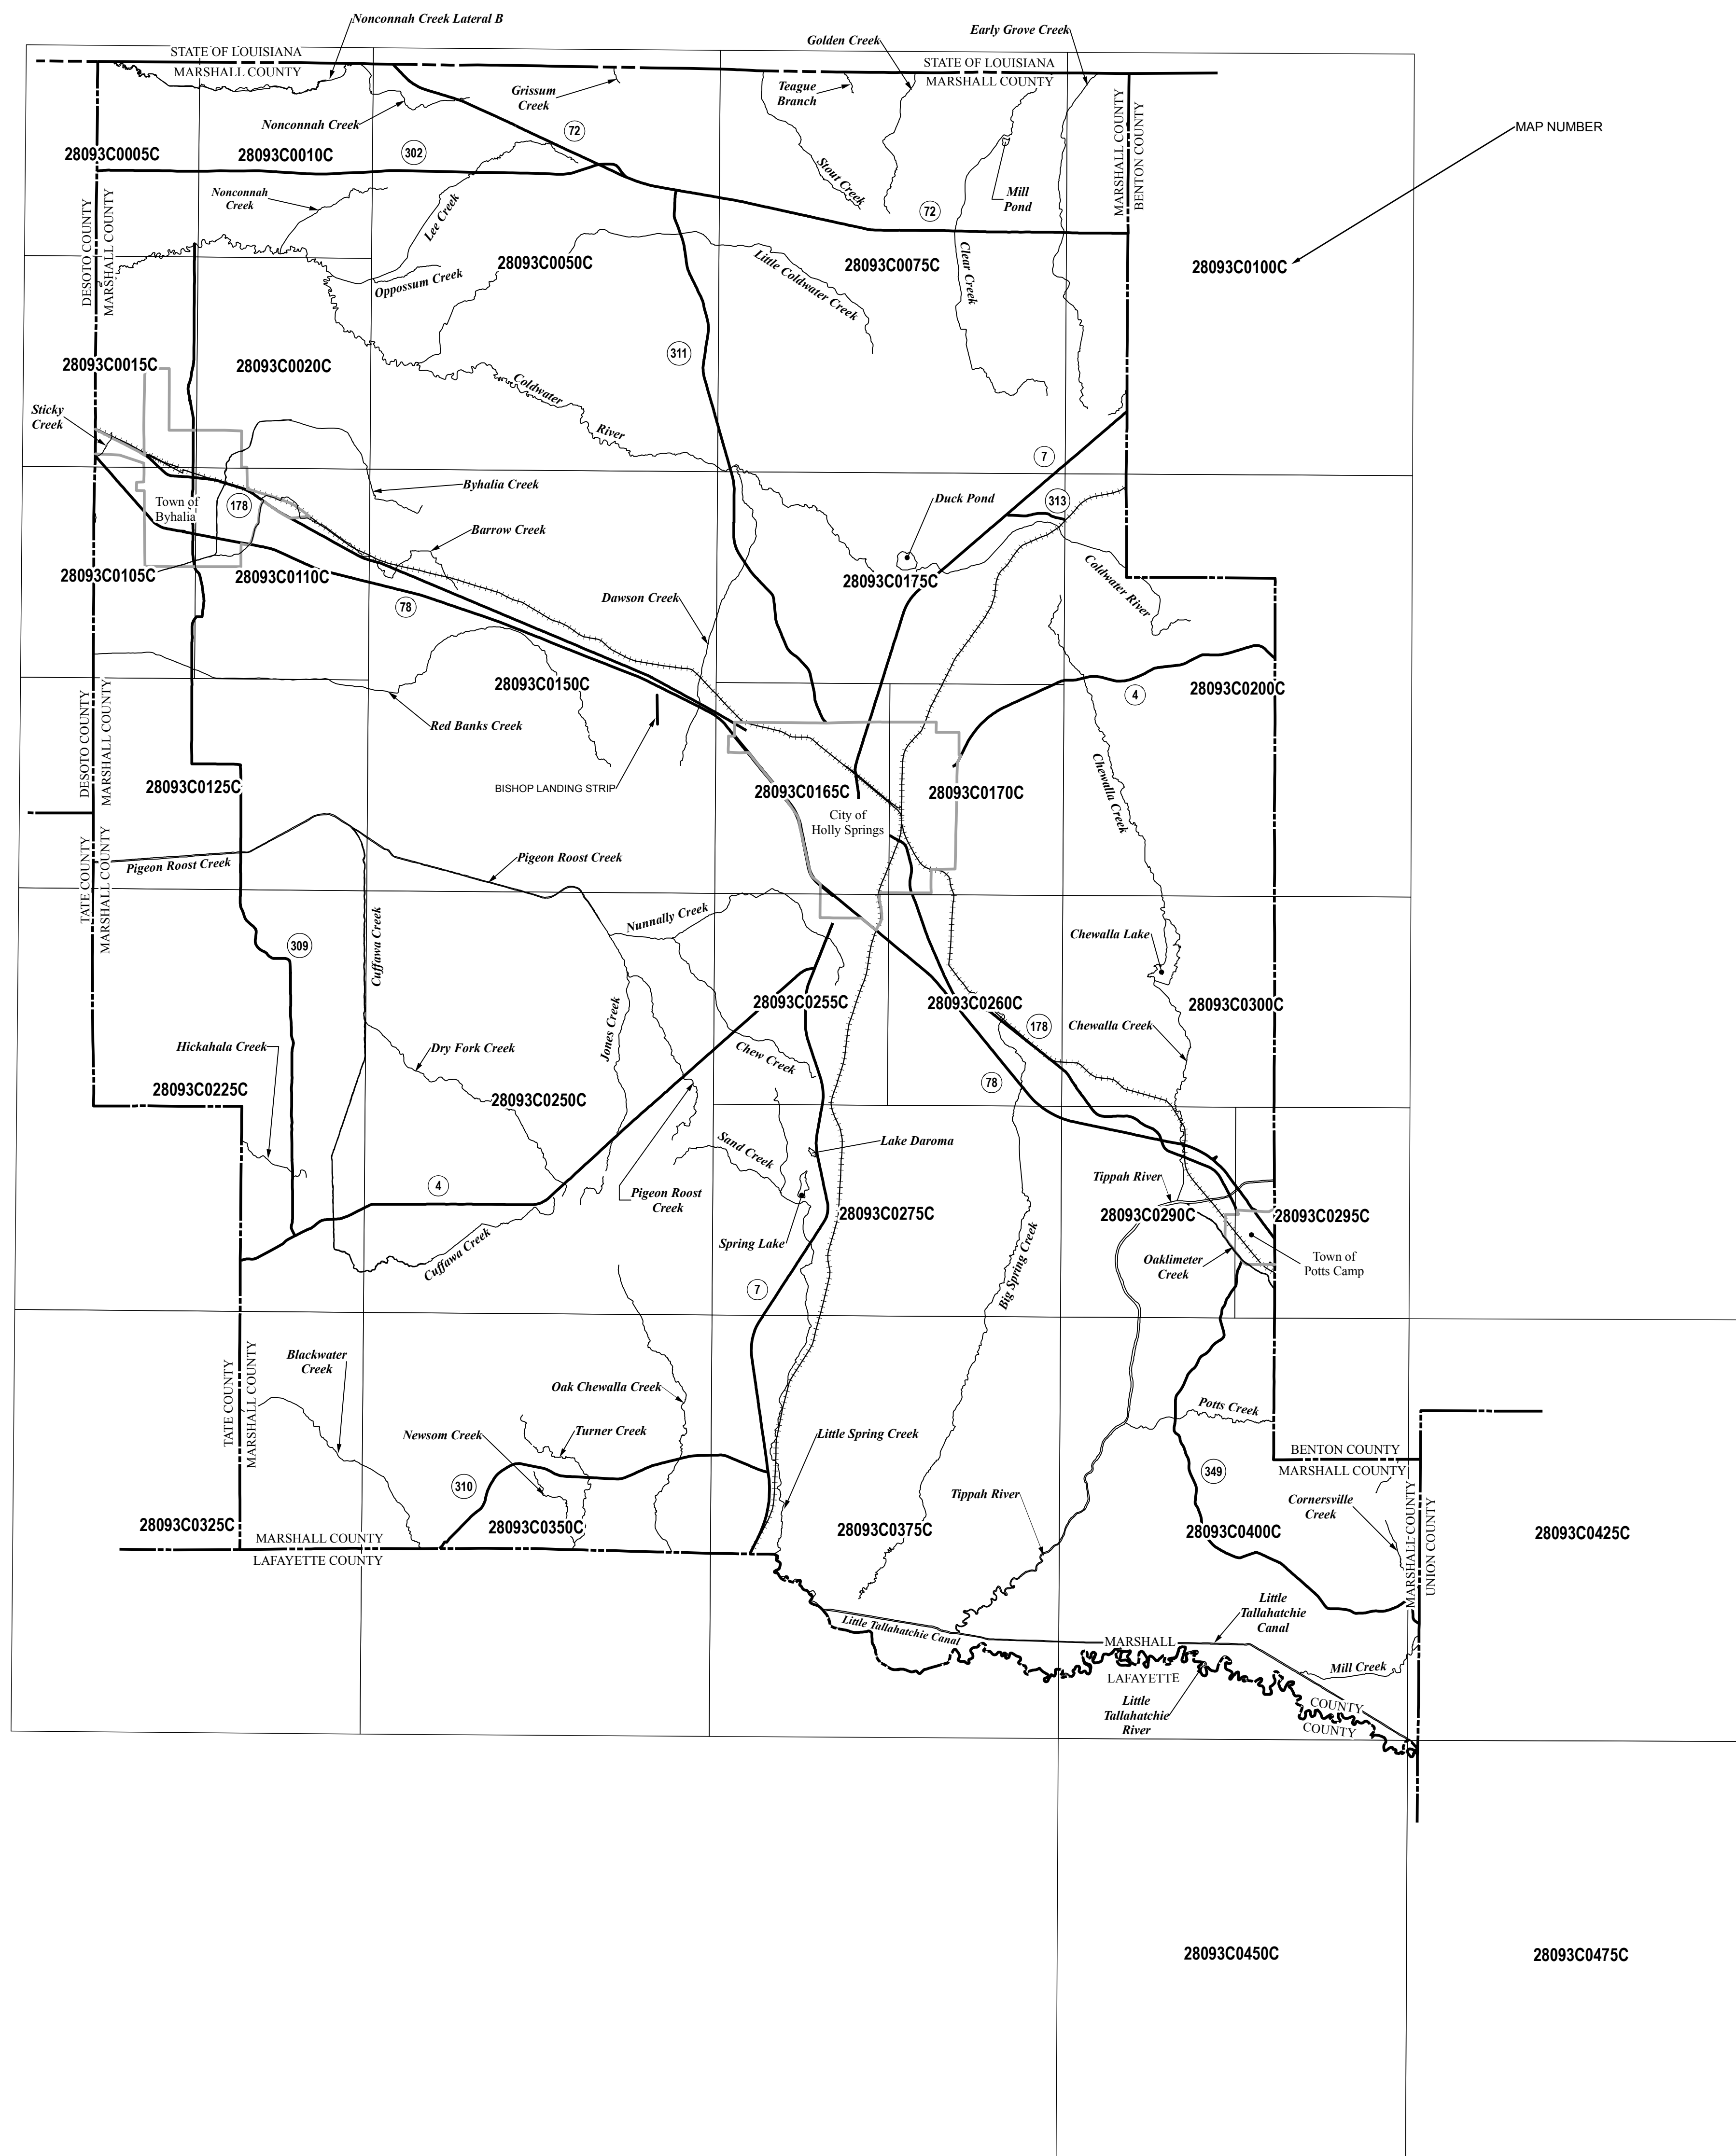 Nonconnah Creek Lateral B
Golden Creek
Early Grove Creek
STATE OF LOUISIANA
MARSHALL COUNTY
STATE OF LOUISIANA
MARSHALL COUNTY
Grissum
Creek
Teague
Branch
Nonconnah Creek
MARSHALL COUNTY
BENTON COUNTY
MAP NUMBER
72
302
28093C0005C
28093C0010C
Stout Creek
Nonconnah
Creek
Mill
Pond
Lee Creek
72
DESOTO COUNTY
MARSHALL COUNTY
28093C0050C
28093C0075C
28093C0100C
Oppossum Creek
Little Coldwater Creek
Clear Creek
311
28093C0015C
28093C0020C
Coldwater
River
Sticky
Creek
7
Byhalia Creek
Duck Pond
313
Town of
Byhalia
178
Barrow Creek
28093C0105C
28093C0110C
28093C0175C
Coldwater River
78
Dawson Creek
28093C0150C
28093C0200C
4
DESOTO COUNTY
MARSHALL COUNTY
Red Banks Creek
28093C0125C
BISHOP LANDING STRIP
28093C0165C
28093C0170C
Chewalla Creek
City of
Holly Springs
Pigeon Roost Creek
Pigeon Roost Creek
TATE COUNTY
MARSHALL COUNTY
Nunnally Creek
Cuffawa Creek
309
Chewalla Lake
28093C0255C
28093C0260C
28093C0300C
Jones Creek
178
Chewalla Creek
Hickahala Creek
Dry Fork Creek
Chew Creek
28093C0225C
28093C0250C
78
Sand Creek
Lake Daroma
4
Pigeon Roost
Creek
Tippah River
28093C0275C
28093C0290C
28093C0295C
Spring Lake
Cuffawa Creek
Big Spring Creek
Oaklimeter
Creek
Town of
Potts Camp
7
Blackwater
Creek
TATE COUNTY
MARSHALL COUNTY
Oak Chewalla Creek
Potts Creek
Newsom Creek
Turner Creek
Little Spring Creek
BENTON COUNTY
MARSHALL COUNTY
310
349
Tippah River
Cornersville
Creek
MARSHALL COUNTY
UNION COUNTY
28093C0325C
28093C0350C
28093C0375C
28093C0400C
28093C0425C
MARSHALL COUNTY
LAFAYETTE COUNTY
Little
Tallahatchie
Canal
Little Tallahatchie Canal
MARSHALL
LAFAYETTE
Mill Creek
Little
Tallahatchie
River
COUNTY
COUNTY
28093C0450C
28093C0475C